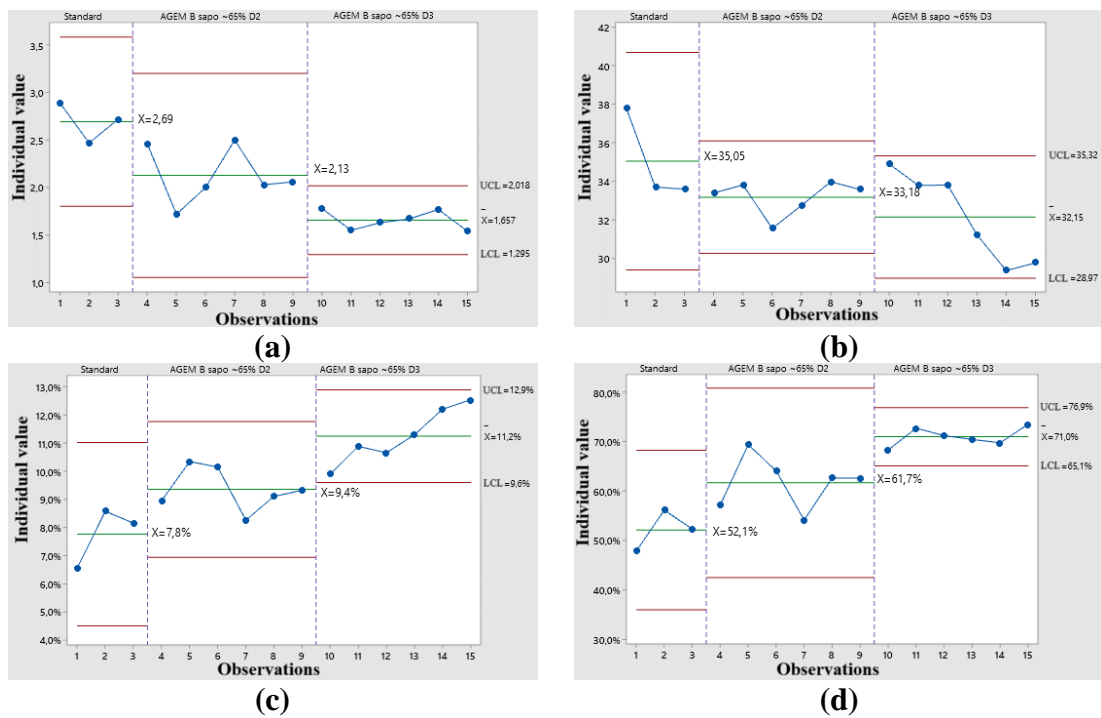 Standard AGEM B sapo ~65% D2 AGEM B sapo ~65% D3
Individual value
3,5
3,0
2,5
2,0
1,5
1,0
X=2,69
X=2,13
UCL=2,018
X=1,657
LCL=1,295
1 2 3 4 5 6 7 8 9 10 11 12 13 14 15
Observations
(a)
Standard AGEM B sapo ~65% D2 AGEM B sapo ~65% D3
Individual value
42
40
38
36
34
32
30
X=35,05
X=33,18
UCL=35,32
X=32,15
LCL=28,97
1 2 3 4 5 6 7 8 9 10 11 12 13 14 15
Observations
(b)
Standard AGEM B sapo ~65% D2 AGEM B sapo ~65% D3
Individual value
13,0%
12,0%
11,0%
10,0%
9,0%
8,0%
7,0%
6,0%
5,0%
4,0%
X=7,8%
X=9,4%
UCL=12,9%
X=11,2%
LCL=9,6%
1 2 3 4 5 6 7 8 9 10 11 12 13 14 15
Observations
(c)
Standard AGEM B sapo ~65% D2 AGEM B sapo ~65% D3
Individual value
80,0%
70,0%
60,0%
50,0%
40,0%
30,0%
X=52,1%
X=61,7%
UCL=76,9%
X=71,0%
LCL=65,1%
1 2 3 4 5 6 7 8 9 10 11 12 13 14 15
Observations
(d)